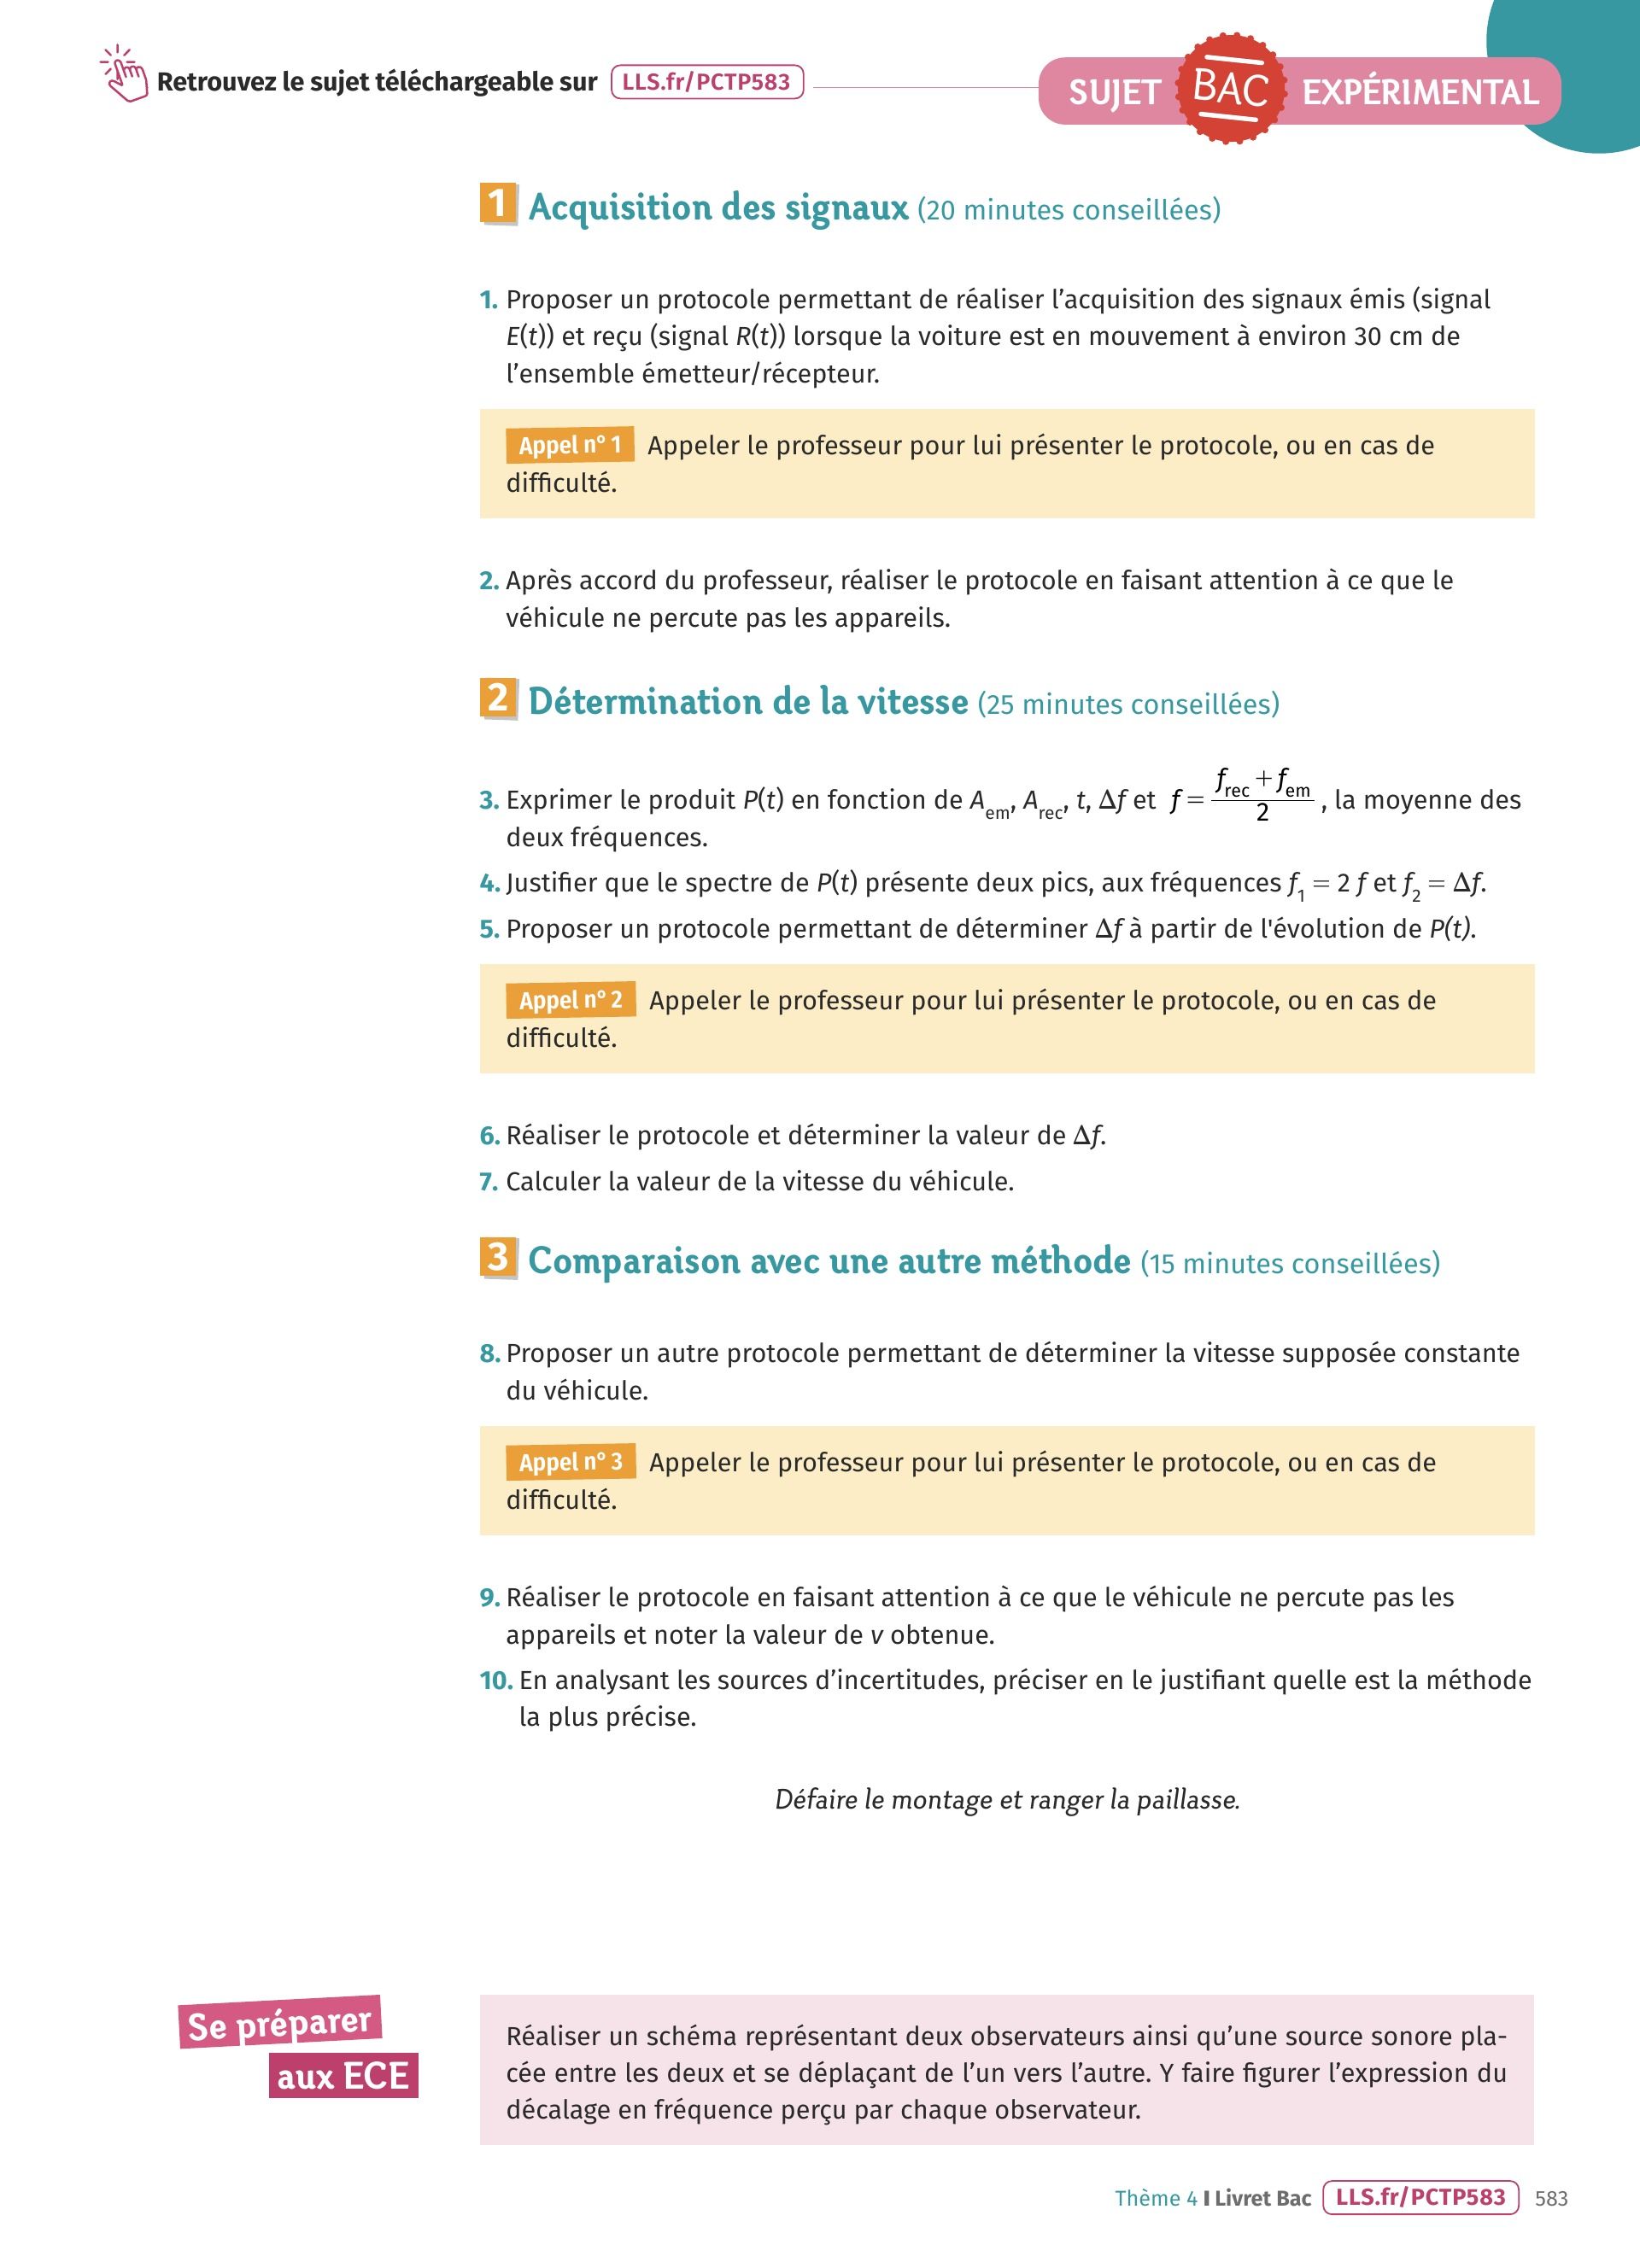 Retrouvez le sujet téléchargeable sur LLS.fr/PCTP583
SUJET BAC EXPÉRIMENTAL
1 Acquisition des signaux (20 minutes conseillées)
1. Proposer un protocole permettant de réaliser l’acquisition des signaux émis (signal
E(t)) et reçu (signal R(t)) lorsque la voiture est en mouvement à environ 30 cm de
l’ensemble émetteur/récepteur.
Appel n° 1 Appeler le professeur pour lui présenter le protocole, ou en cas de
difficulté.
2. Après accord du professeur, réaliser le protocole en faisant attention à ce que le
véhicule ne percute pas les appareils.
2 Détermination de la vitesse (25 minutes conseillées)
3. Exprimer le produit P(t) en fonction de A_em, A_rec, t, Δf et f = (f_rec + f_em)/2, la moyenne des
deux fréquences.
4. Justifier que le spectre de P(t) présente deux pics, aux fréquences f_1 = 2 f et f_2 = Δf.
5. Proposer un protocole permettant de déterminer Δf à partir de l'évolution de P(t).
Appel n° 2 Appeler le professeur pour lui présenter le protocole, ou en cas de
difficulté.
6. Réaliser le protocole et déterminer la valeur de Δf.
7. Calculer la valeur de la vitesse du véhicule.
3 Comparaison avec une autre méthode (15 minutes conseillées)
8. Proposer un autre protocole permettant de déterminer la vitesse supposée constante
du véhicule.
Appel n° 3 Appeler le professeur pour lui présenter le protocole, ou en cas de
difficulté.
9. Réaliser le protocole en faisant attention à ce que le véhicule ne percute pas les
appareils et noter la valeur de v obtenue.
10. En analysant les sources d’incertitudes, préciser en le justifiant quelle est la méthode
la plus précise.
Défaire le montage et ranger la paillasse.
Se préparer
aux ECE
Réaliser un schéma représentant deux observateurs ainsi qu’une source sonore pla-
cée entre les deux et se déplaçant de l’un vers l’autre. Y faire figurer l’expression du
décalage en fréquence perçu par chaque observateur.
Thème 4 I Livret Bac LLS.fr/PCTP583 583